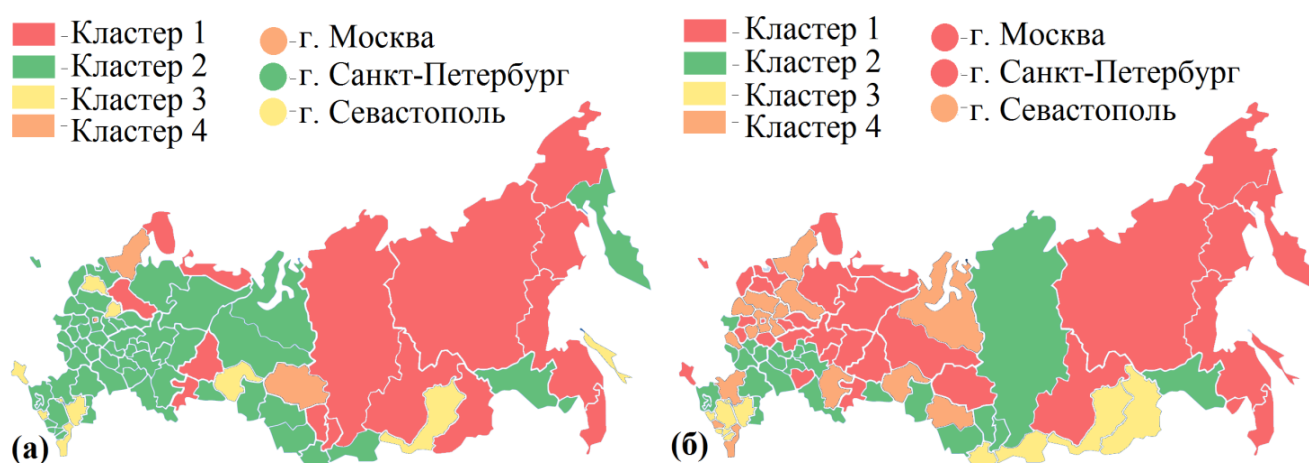 Кластер 1
Кластер 2
Кластер 3
Кластер 4
г. Москва
г. Санкт-Петербург
г. Севастополь
(а)
Кластер 1
Кластер 2
Кластер 3
Кластер 4
г. Москва
г. Санкт-Петербург
г. Севастополь
(б)